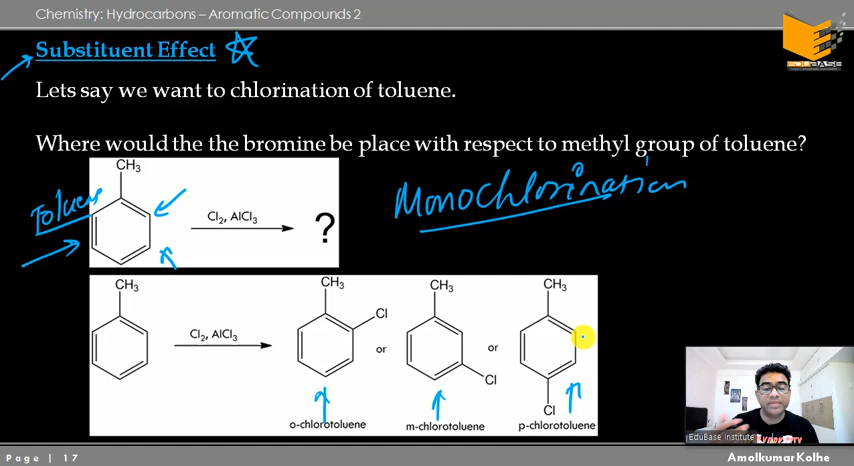 Chemistry: Hydrocarbons – Aromatic Compounds 2
Substituent Effect
EDUBASE
Lets say we want to chlorination of toluene.
Where would the the bromine be place with respect to methyl group of toluene?
CH3
Toluene
Cl2, AlCl3
?
Monochlorination
CH3
Cl2, AlCl3
CH3
Cl
or
CH3
Cl
or
CH3
Cl
o-chlorotoluene
m-chlorotoluene
p-chlorotoluene
EduBase Institute
Page | 17
AmolkumarKolhe